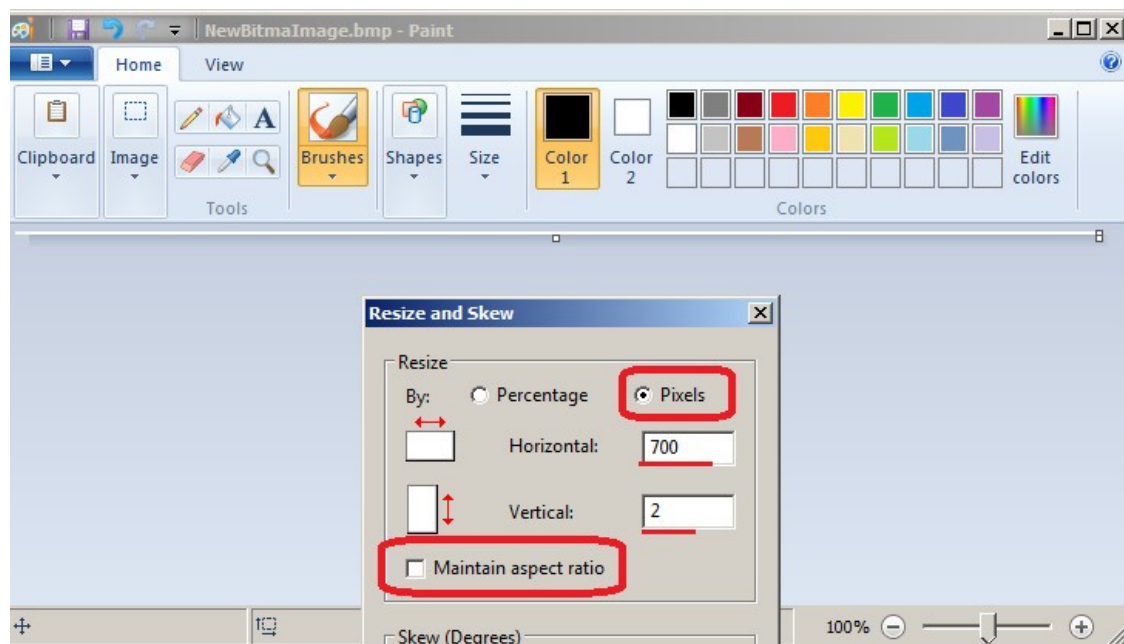 NewBitmaImage.bmp - Paint
Home View
Clipboard Image A Brushes Shapes Size Color 1 Color 2 Edit colors
Tools Colors
Resize and Skew
Resize
By: Percentage Pixels
Horizontal: 700
Vertical: 2
Maintain aspect ratio
Skew (Degrees)
100%